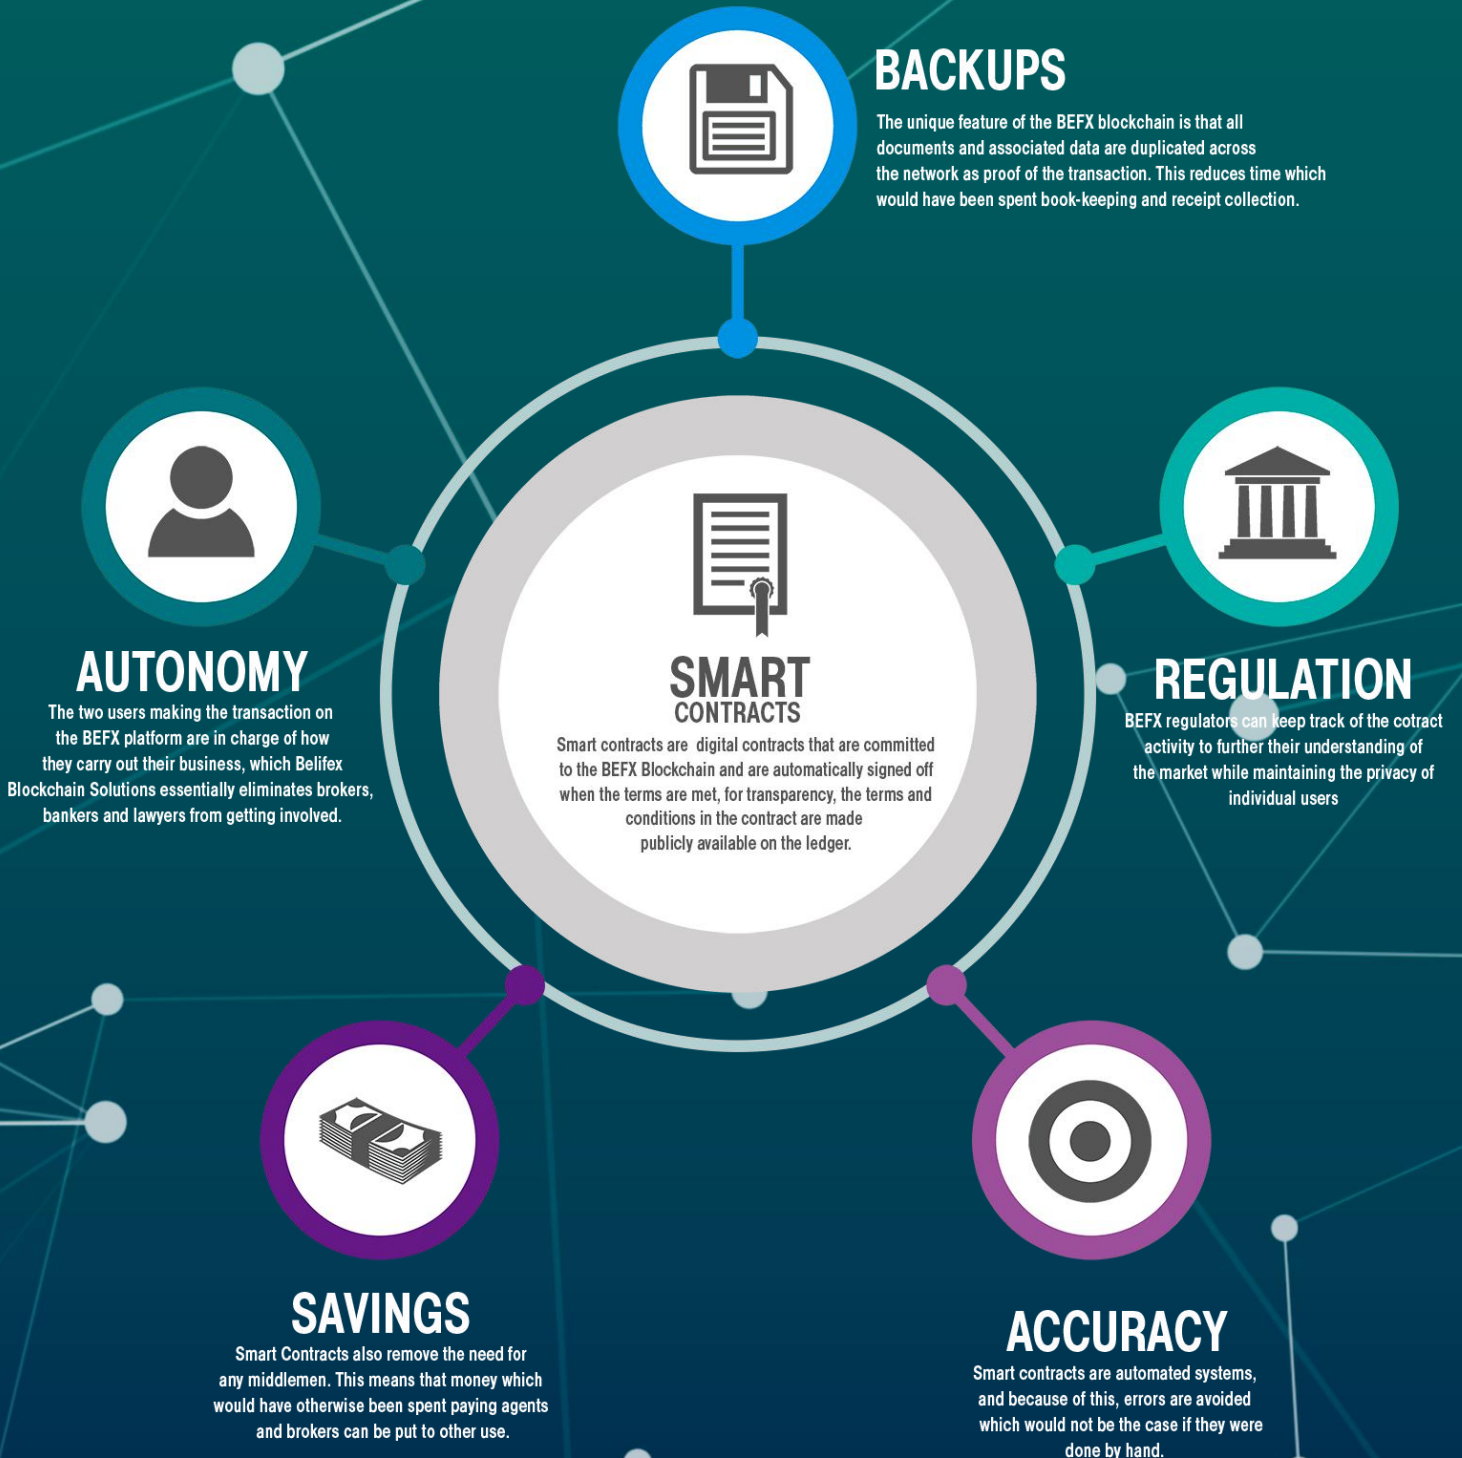 BACKUPS
The unique feature of the BEFX blockchain is that all
documents and associated data are duplicated across
the network as proof of the transaction. This reduces time which
would have been spent book-keeping and receipt collection.
AUTONOMY
The two users making the transaction on
the BEFX platform are in charge of how
they carry out their business, which Belifex
Blockchain Solutions essentially eliminates brokers,
bankers and lawyers from getting involved.
SMART
CONTRACTS
Smart contracts are digital contracts that are committed
to the BEFX Blockchain and are automatically signed off
when the terms are met, for transparency, the terms and
conditions in the contract are made
publicly available on the ledger.
REGULATION
BEFX regulators can keep track of the cotract
activity to further their understanding of
the market while maintaining the privacy of
individual users
SAVINGS
Smart Contracts also remove the need for
any middlemen. This means that money which
would have otherwise been spent paying agents
and brokers can be put to other use.
ACCURACY
Smart contracts are automated systems,
and because of this, errors are avoided
which would not be the case if they were
done by hand.